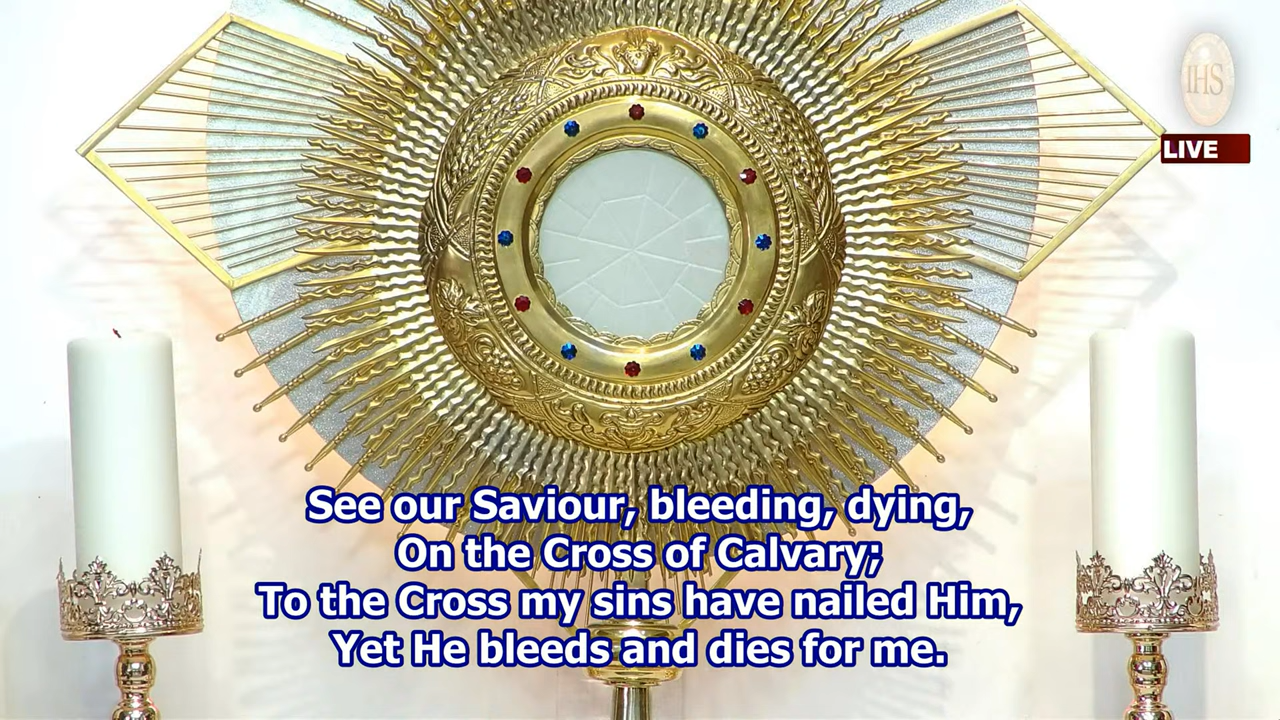 IHS
LIVE
See our Saviour, bleeding, dying,
On the Cross of Calvary;
To the Cross my sins have nailed Him,
Yet He bleeds and dies for me.